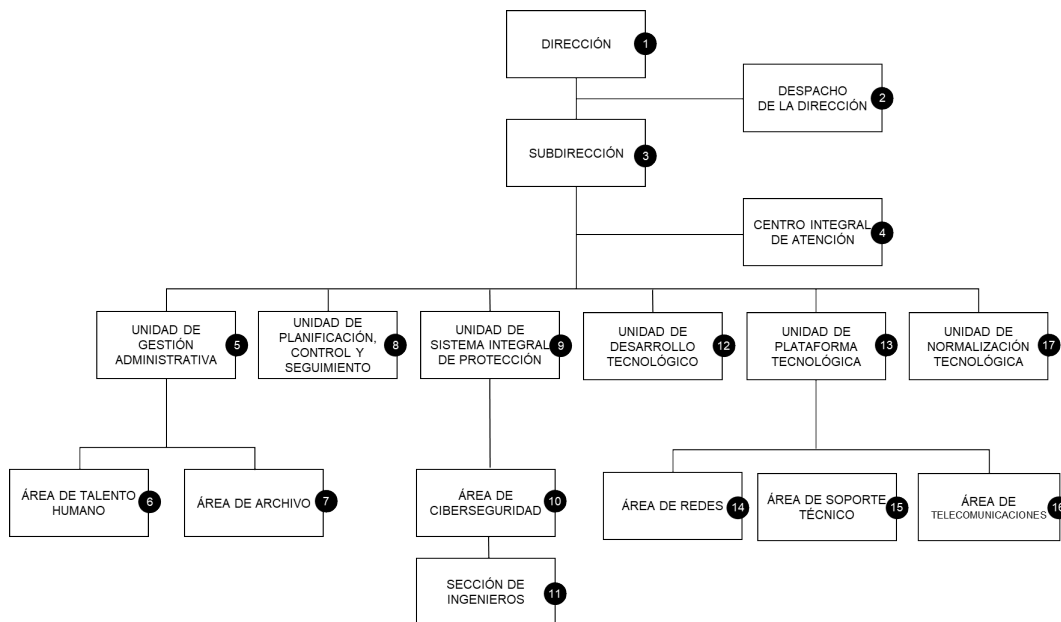 DIRECCIÓN
1
DESPACHO
DE LA DIRECCIÓN
2
SUBDIRECCIÓN
3
CENTRO INTEGRAL
DE ATENCIÓN
4
UNIDAD DE
GESTIÓN
ADMINISTRATIVA
5
UNIDAD DE
PLANIFICACIÓN,
CONTROL Y
SEGUIMIENTO
8
UNIDAD DE
SISTEMA INTEGRAL
DE PROTECCIÓN
9
UNIDAD DE
DESARROLLO
TECNOLÓGICO
12
UNIDAD DE
PLATAFORMA
TECNOLÓGICA
13
UNIDAD DE
NORMALIZACIÓN
TECNOLÓGICA
17
ÁREA DE TALENTO
HUMANO
6
ÁREA DE ARCHIVO
7
ÁREA DE
CIBERSEGURIDAD
10
ÁREA DE REDES
14
ÁREA DE SOPORTE
TÉCNICO
15
ÁREA DE
TELECOMUNICACIONES
16
SECCIÓN DE
INGENIEROS
11